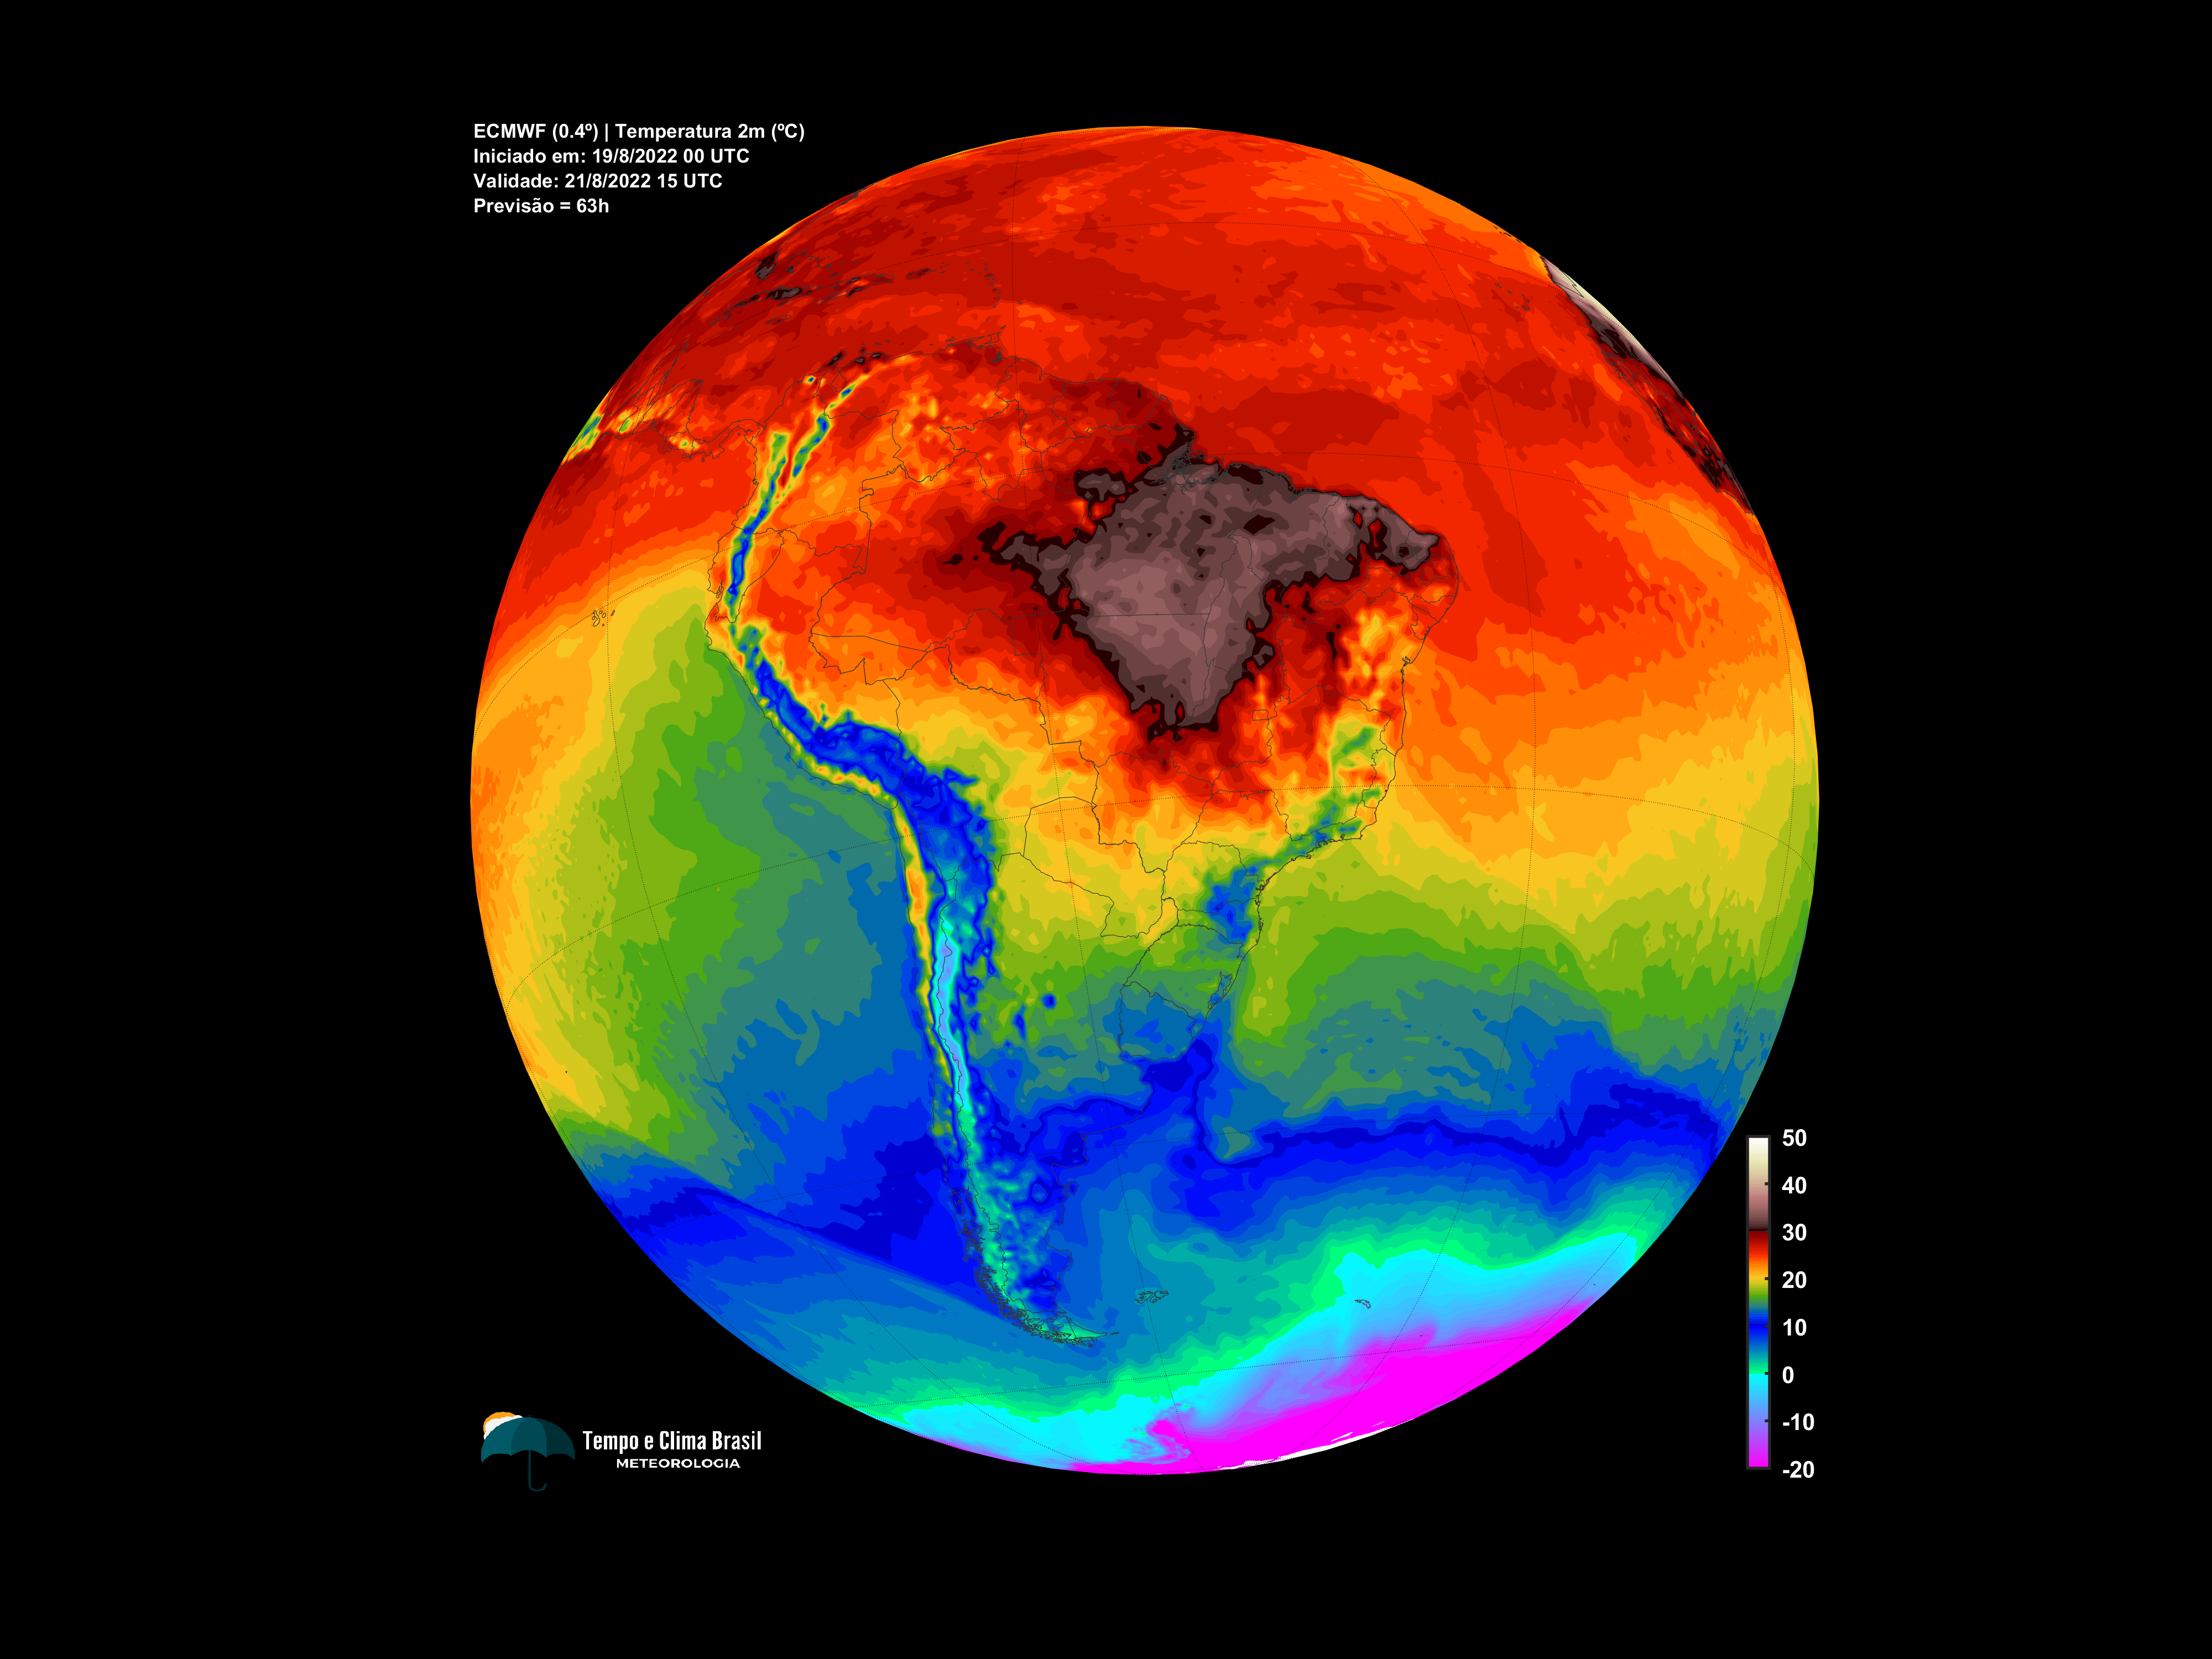 ECMWF (0.4º) | Temperatura 2m (ºC)
Iniciado em: 19/8/2022 00 UTC
Validade: 21/8/2022 15 UTC
Previsão = 63h
50
40
30
20
10
0
-10
-20
Tempo e Clima Brasil
METEOROLOGIA